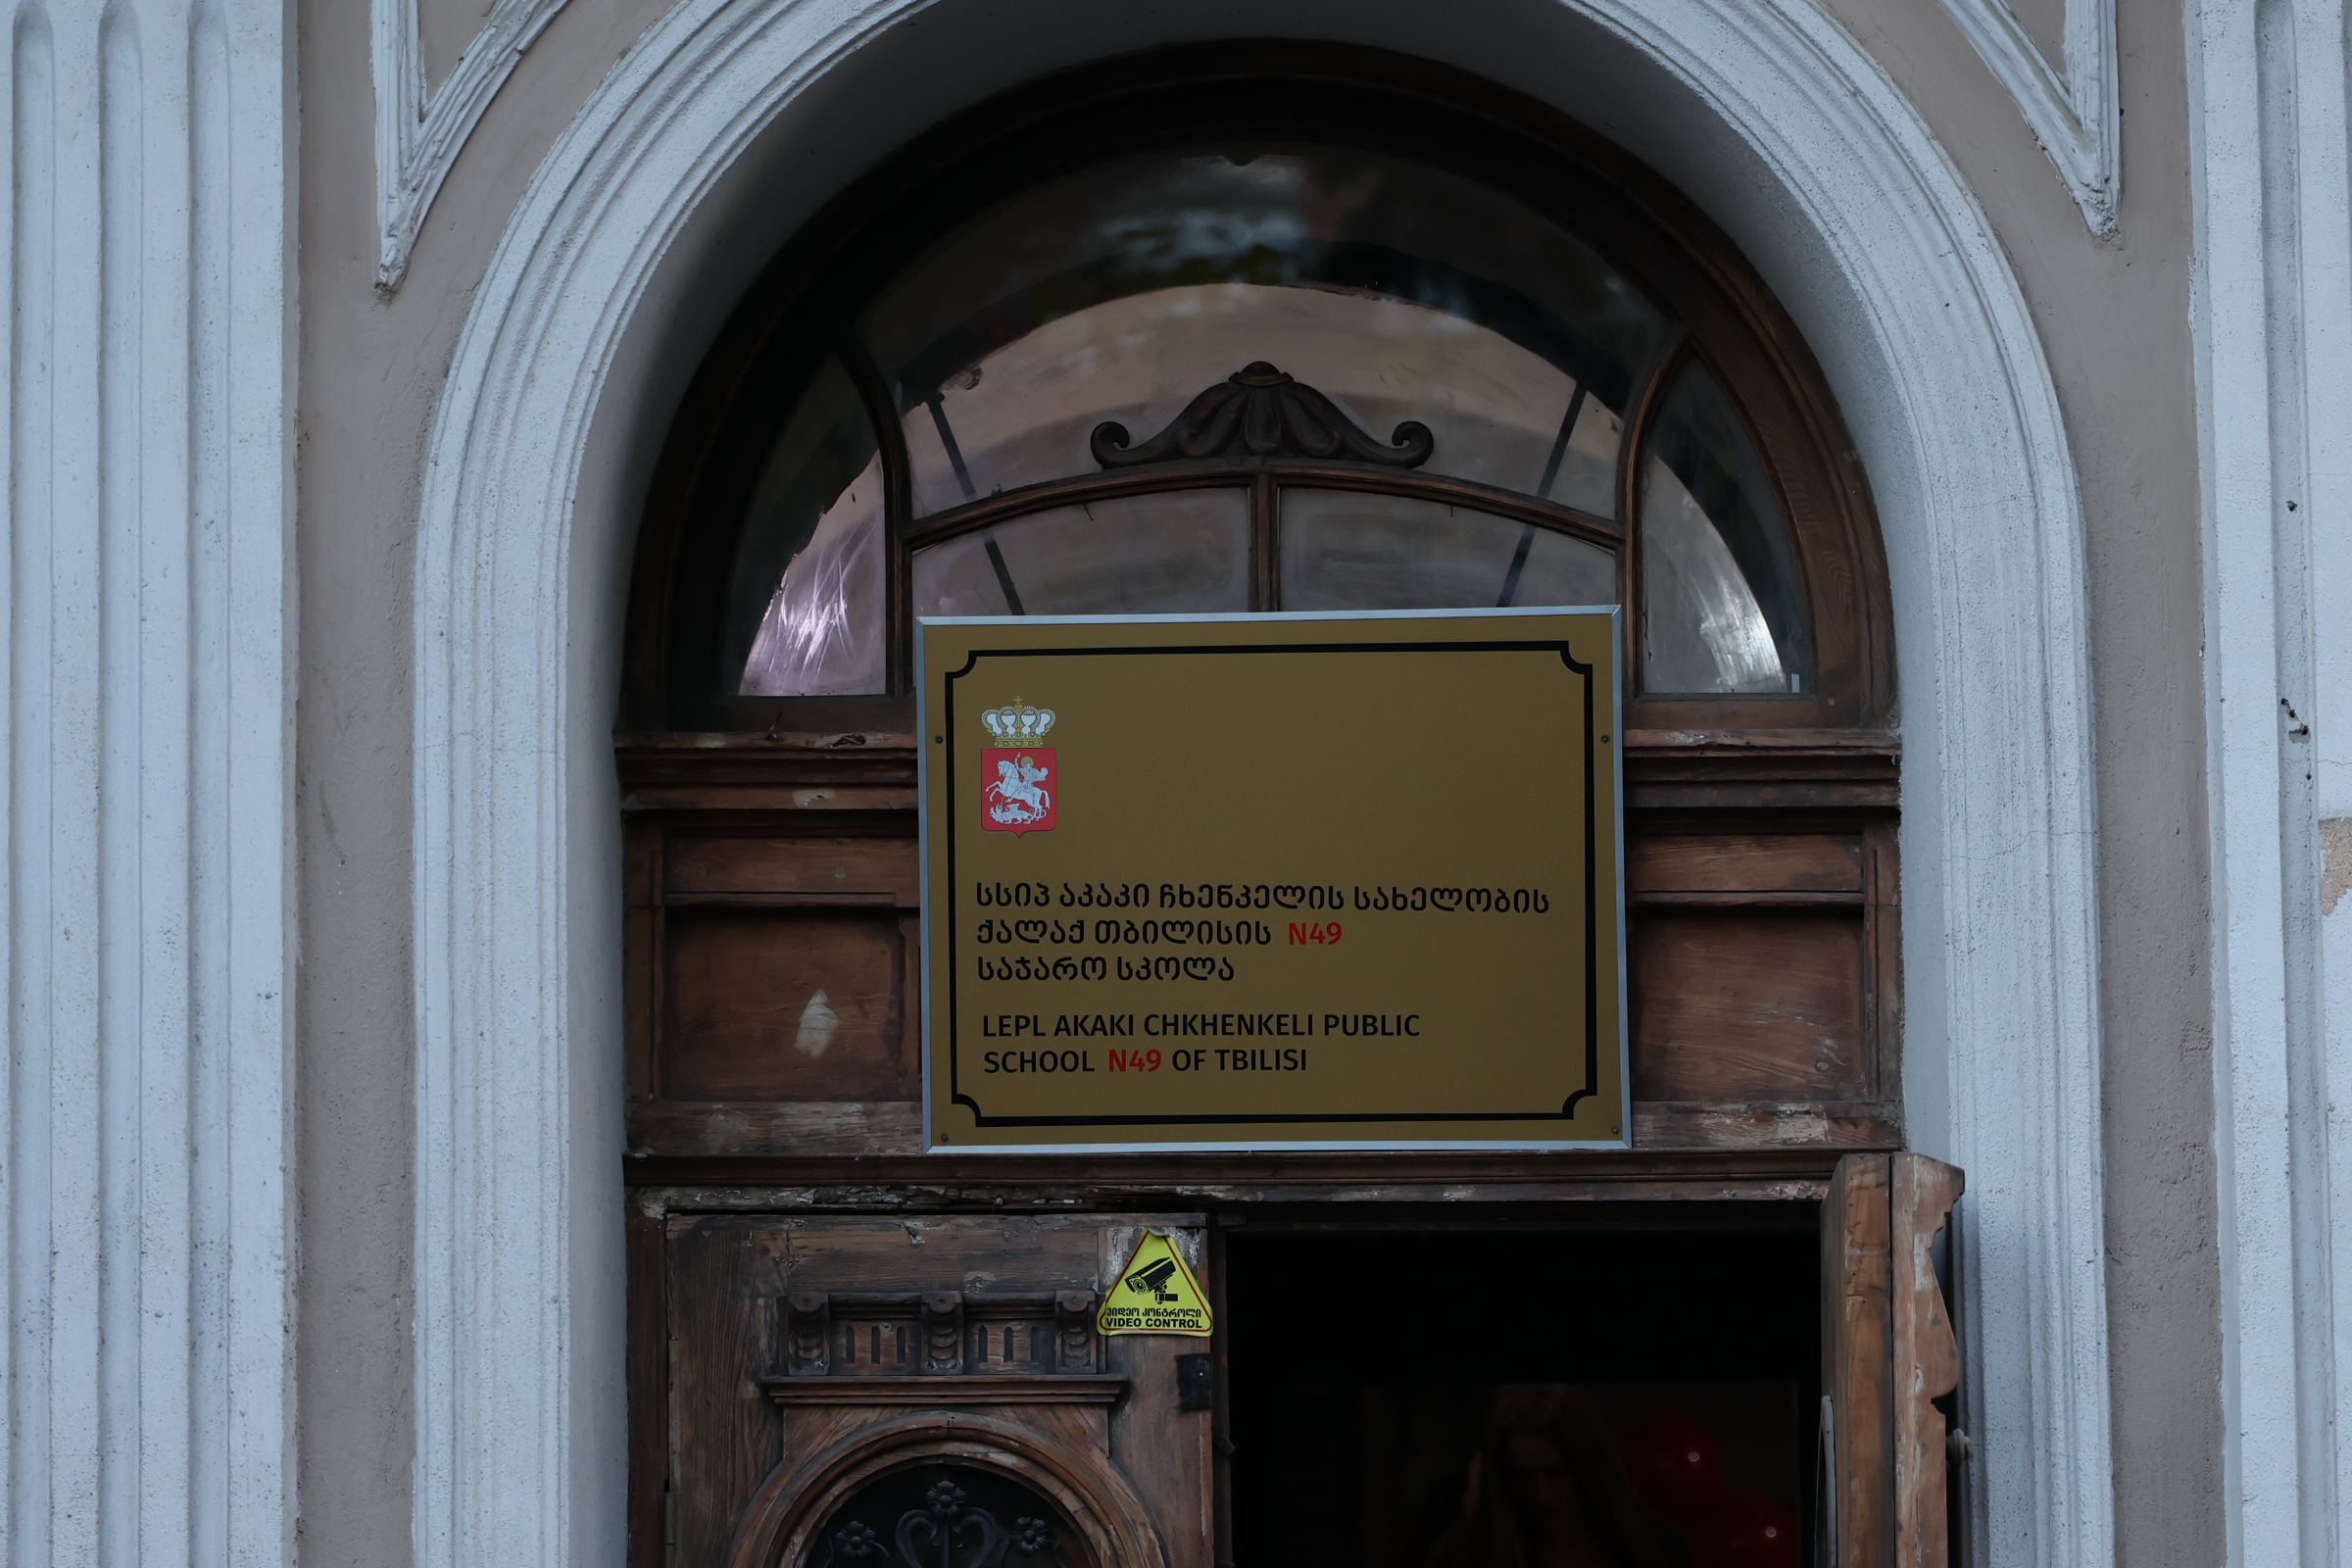 სსიპ აკაკი ჩხენკელის სახელობის
ქალაქ თბილისის N49
საჯარო სკოლა
LEPL AKAKI CHKHENKELI PUBLIC
SCHOOL N49 OF TBILISI
ვიდეო კონტროლი
VIDEO CONTROL